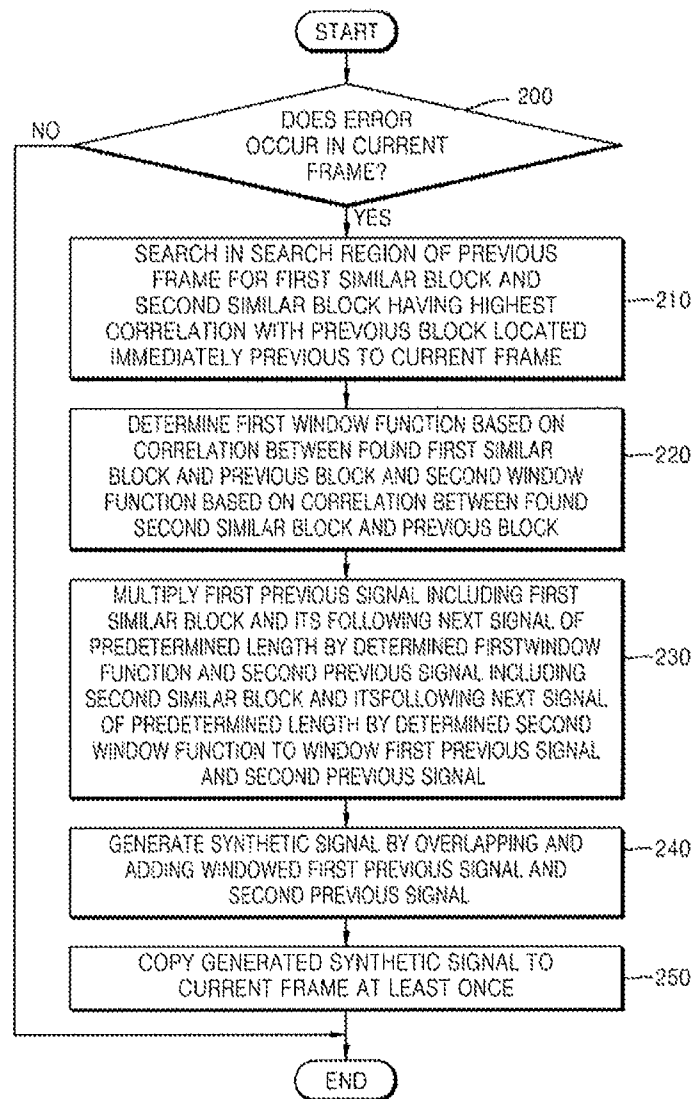 START
200
DOES ERROR
OCCUR IN CURRENT
FRAME?
NO
YES
SEARCH IN SEARCH REGION OF PREVIOUS
FRAME FOR FIRST SIMILAR BLOCK AND
SECOND SIMILAR BLOCK HAVING HIGHEST
CORRELATION WITH PREVOIUS BLOCK LOCATED
IMMEDIATELY PREVIOUS TO CURRENT FRAME
210
DETERMINE FIRST WINDOW FUNCTION BASED ON
CORRELATION BETWEEN FOUND FIRST SIMILAR
BLOCK AND PREVIOUS BLOCK AND SECOND WINDOW
FUNCTION BASED ON CORRELATION BETWEEN FOUND
SECOND SIMILAR BLOCK AND PREVIOUS BLOCK
220
MULTIPLY FIRST PREVIOUS SIGNAL INCLUDING FIRST
SIMILAR BLOCK AND ITS FOLLOWING NEXT SIGNAL OF
PREDETERMINED LENGTH BY DETERMINED FIRSTWINDOW
FUNCTION AND SECOND PREVIOUS SIGNAL INCLUDING
SECOND SIMILAR BLOCK AND ITSFOLLOWING NEXT SIGNAL
OF PREDETERMINED LENGTH BY DETERMINED SECOND
WINDOW FUNCTION TO WINDOW FIRST PREVIOUS SIGNAL
AND SECOND PREVIOUS SIGNAL
230
GENERATE SYNTHETIC SIGNAL BY OVERLAPPING AND
ADDING WINDOWED FIRST PREVIOUS SIGNAL AND
SECOND PREVIOUS SIGNAL
240
COPY GENERATED SYNTHETIC SIGNAL TO
CURRENT FRAME AT LEAST ONCE
250
END